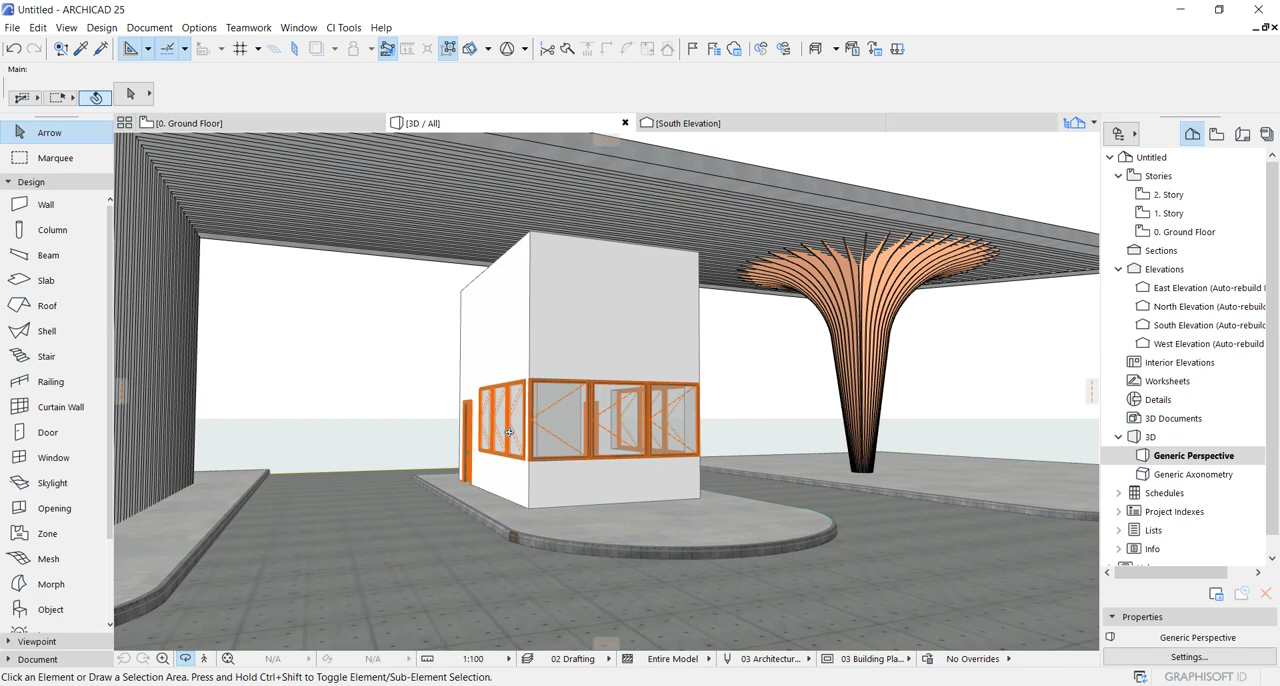 Untitled - ARCHICAD 25
File Edit View Design Document Options Teamwork Window CI Tools Help
Main:
[0. Ground Floor]
[3D / All]
[South Elevation]
Arrow
Marquee
Design
Wall
Column
Beam
Slab
Roof
Shell
Stair
Railing
Curtain Wall
Door
Window
Skylight
Opening
Zone
Mesh
Morph
Object
Viewpoint
Document
Untitled
Stories
2. Story
1. Story
0. Ground Floor
Sections
Elevations
East Elevation (Auto-rebuild
North Elevation (Auto-rebuild
South Elevation (Auto-rebuild
West Elevation (Auto-rebuild
Interior Elevations
Worksheets
Details
3D Documents
3D
Generic Perspective
Generic Axonometry
Schedules
Project Indexes
Lists
Info
Properties
Generic Perspective
Settings...
N/A
N/A
1:100
02 Drafting
Entire Model
03 Architectur...
03 Building Pla...
No Overrides
Click an Element or Draw a Selection Area. Press and Hold Ctrl+Shift to Toggle Element/Sub-Element Selection.
GRAPHISOFT ID